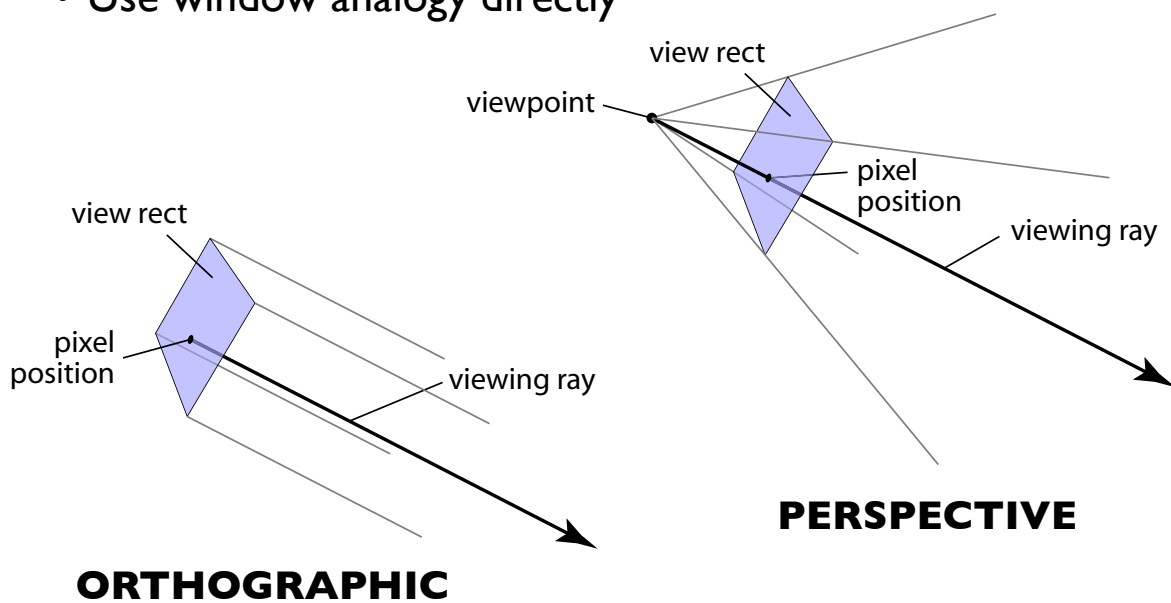 • Use window analogy directly
view rect
viewpoint
pixel
position
viewing ray
PERSPECTIVE
view rect
pixel
position
viewing ray
ORTHOGRAPHIC